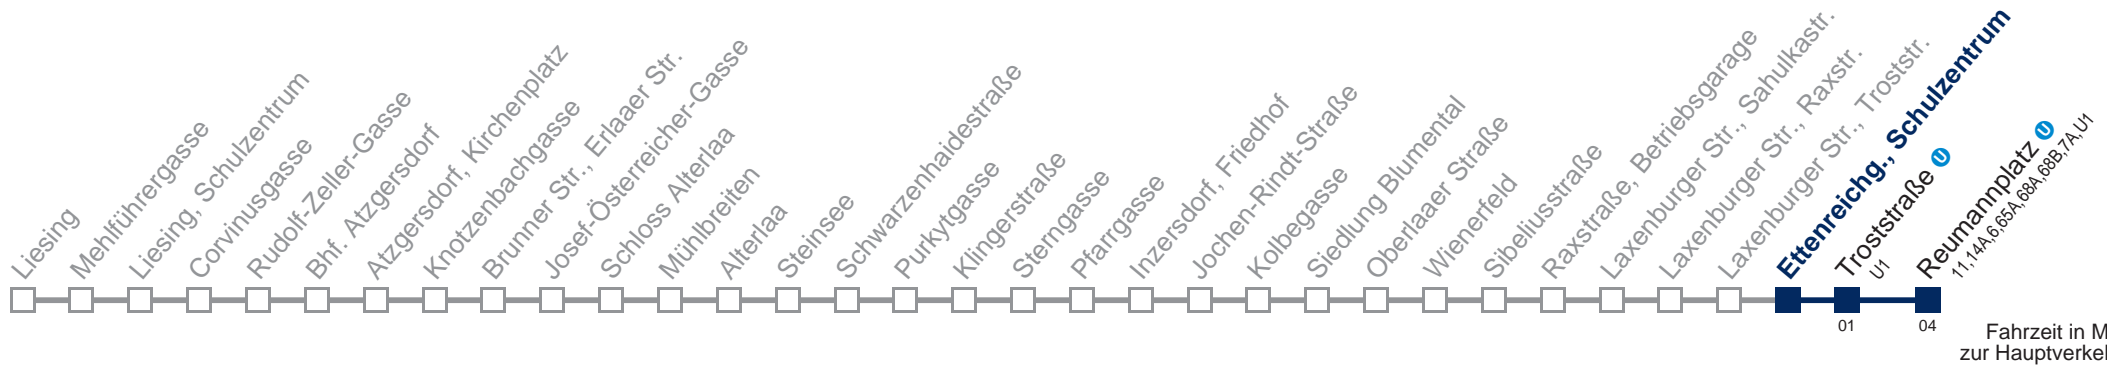 Liesing
Mehlführergasse
Liesing, Schulzentrum
Corvinusgasse
Rudolf-Zeller-Gasse
Bhf. Atzgersdorf
Atzgersdorf, Kirchenplatz
Knotzenbachgasse
Brunner Str., Erlaaer Str.
Josef-Österreicher-Gasse
Schloss Alterlaa
Mühlbreiten
Alterlaa
Steinsee
Schwarzenhaidestraße
Purkytgasse
Klingerstraße
Sterngasse
Pfarrgasse
Inzersdorf, Friedhof
Jochen-Rindt-Straße
Kolbegasse
Siedlung Blumental
Oberlaaer Straße
Wienerfeld
Sibeliusstraße
Raxstraße, Betriebsgarage
Laxenburger Str., Sahulkastr.
Laxenburger Str., Raxstr.
Laxenburger Str., Troststr.
Ettenreichg., Schulzentrum
Troststraße U
U1
Reumannplatz U
11,14A,6,65A,68A,68B,7A,U1
01
04
Fahrzeit in M
zur Hauptverkel